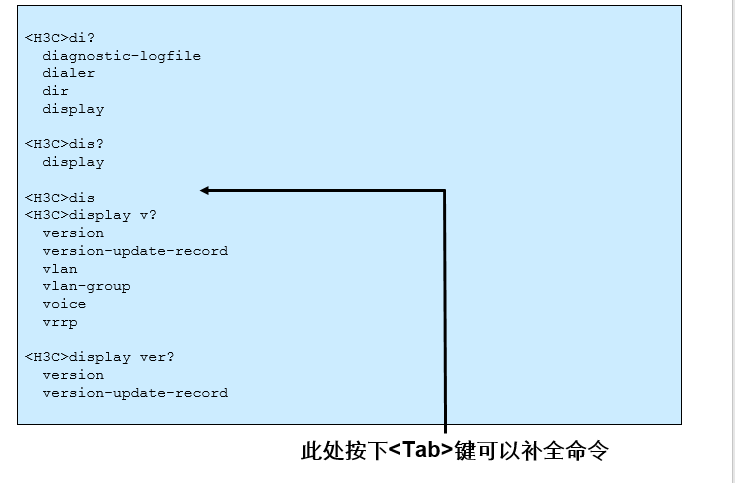 <H3C>di?
diagnostic-logfile
dialer
dir
display
<H3C>dis?
display
<H3C>dis
<H3C>display v?
version
version-update-record
vlan
vlan-group
voice
vrrp
<H3C>display ver?
version
version-update-record
此处按下<Tab>键可以补全命令